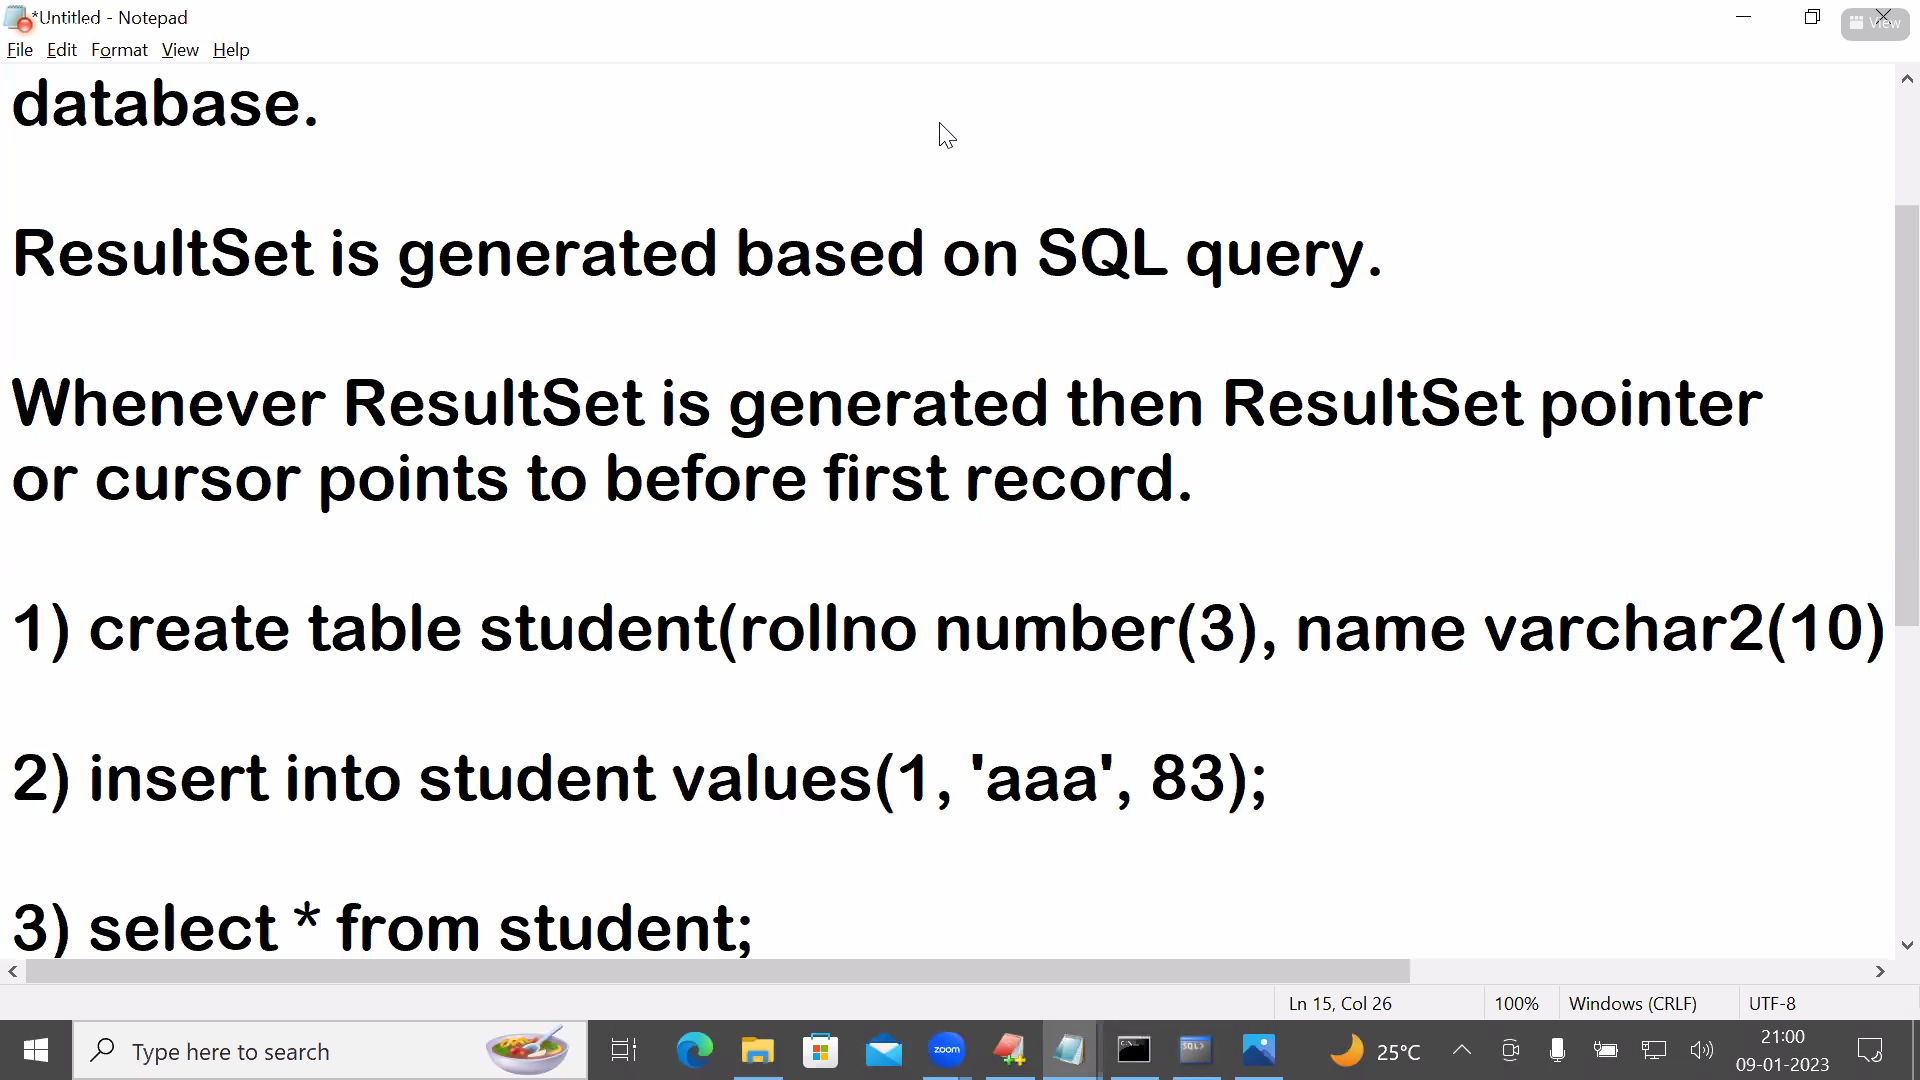 *Untitled - Notepad
View
File Edit Format View Help
database.
ResultSet is generated based on SQL query.
Whenever ResultSet is generated then ResultSet pointer
or cursor points to before first record.
1) create table student(rollno number(3), name varchar2(10)
2) insert into student values(1, 'aaa', 83);
3) select * from student;
Ln 15, Col 26 100% Windows (CRLF) UTF-8
Type here to search
zoom
SQL>
25°C
21:00
09-01-2023